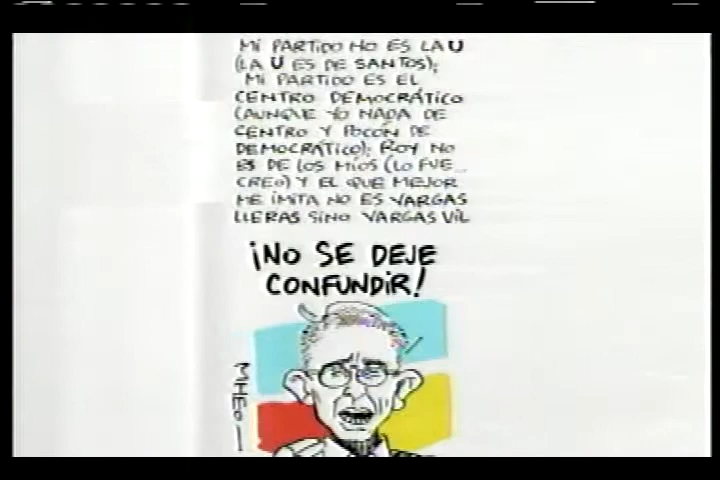 MI PARTIDO NO ES LA U
(LA U ES DE SANTOS);
MI PARTIDO ES EL
CENTRO DEMOCRÁTICO
(AUNQUE YO NADA DE
CENTRO Y POCÓN DE
DEMOCRÁTICO); ROY NO
ES DE LOS MÍOS (LO FUE...
CREO) Y EL QUE MEJOR
ME IMITA NO ES VARGAS
LLERAS SINO VARGAS VIL
¡NO SE DEJE
CONFUNDIR!
MHEO